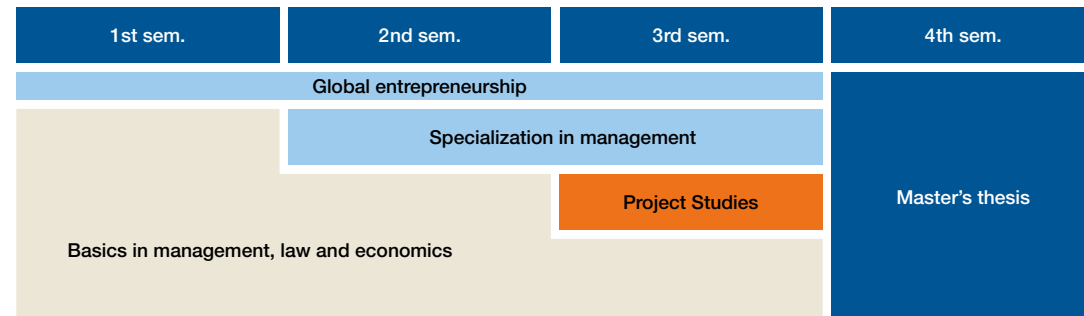 1st sem.
2nd sem.
3rd sem.
4th sem.
Global entrepreneurship
Specialization in management
Project Studies
Master's thesis
Basics in management, law and economics